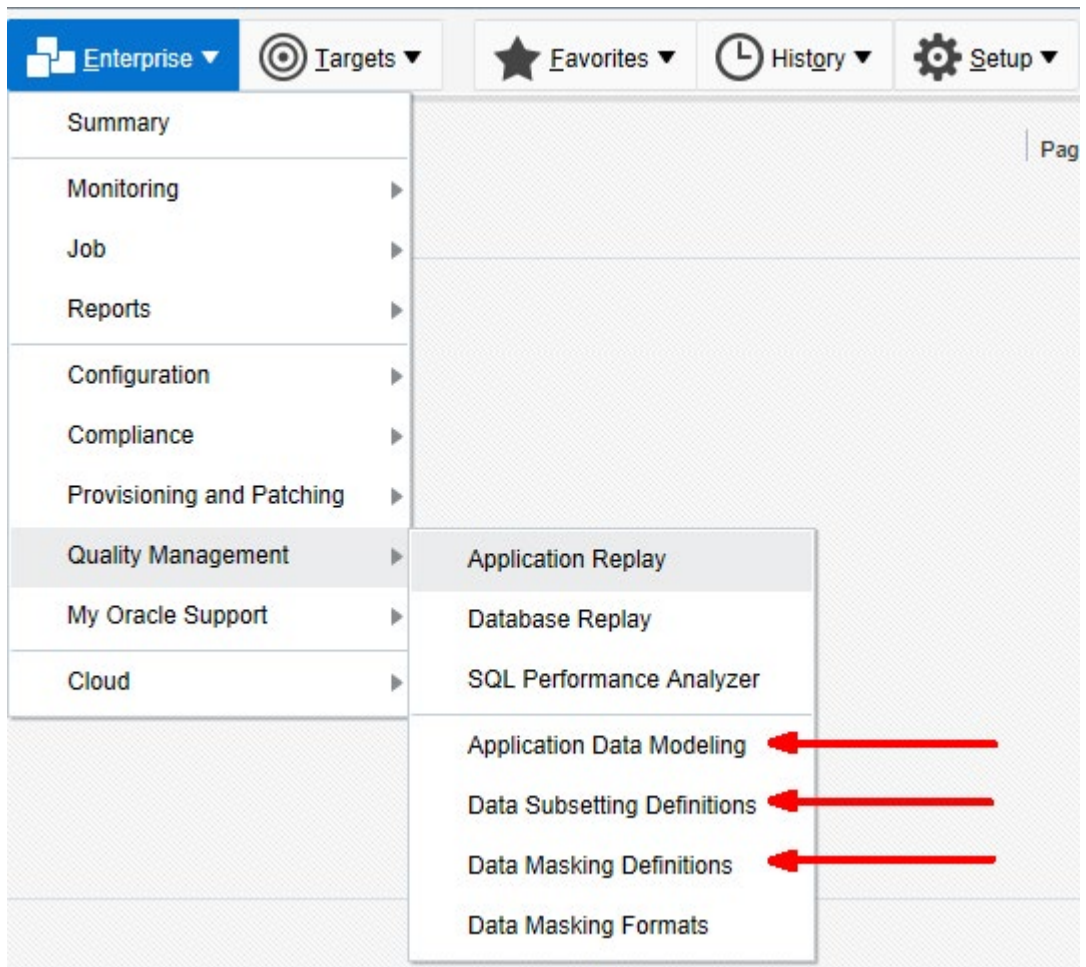 Enterprise Targets Favorites History Setup
Summary
Pag
Monitoring
Job
Reports
Configuration
Compliance
Provisioning and Patching
Quality Management
My Oracle Support
Cloud
Application Replay
Database Replay
SQL Performance Analyzer
Application Data Modeling
Data Subsetting Definitions
Data Masking Definitions
Data Masking Formats